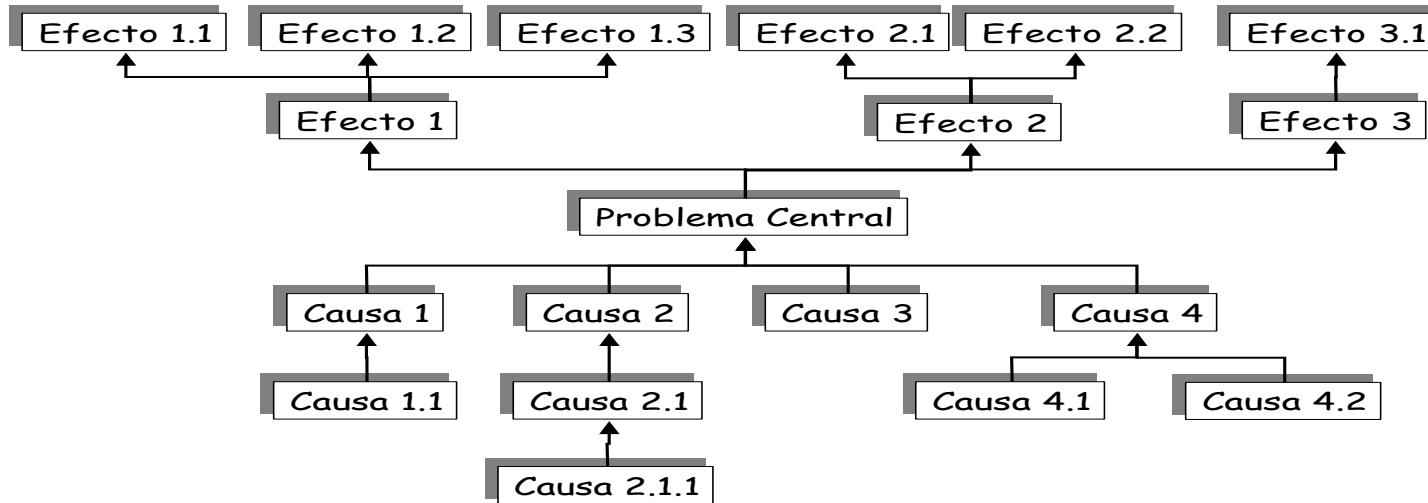 Efecto 1.1
Efecto 1.2
Efecto 1.3
Efecto 2.1
Efecto 2.2
Efecto 3.1
Efecto 1
Efecto 2
Efecto 3
Problema Central
Causa 1
Causa 2
Causa 3
Causa 4
Causa 1.1
Causa 2.1
Causa 4.1
Causa 4.2
Causa 2.1.1